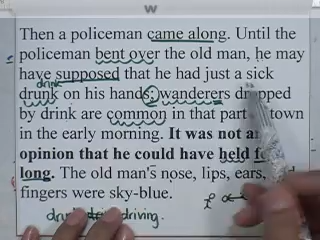 w
Then a policeman came along. Until the
policeman bent over the old man, he may
have supposed that he had just a sick
drunk
drunk on his hands; wanderers dropped
by drink are common in that part town
in the early morning. It was not an
opinion that he could have held for
long. The old man's nose, lips, ears,
fingers were sky-blue.
drunk driving.